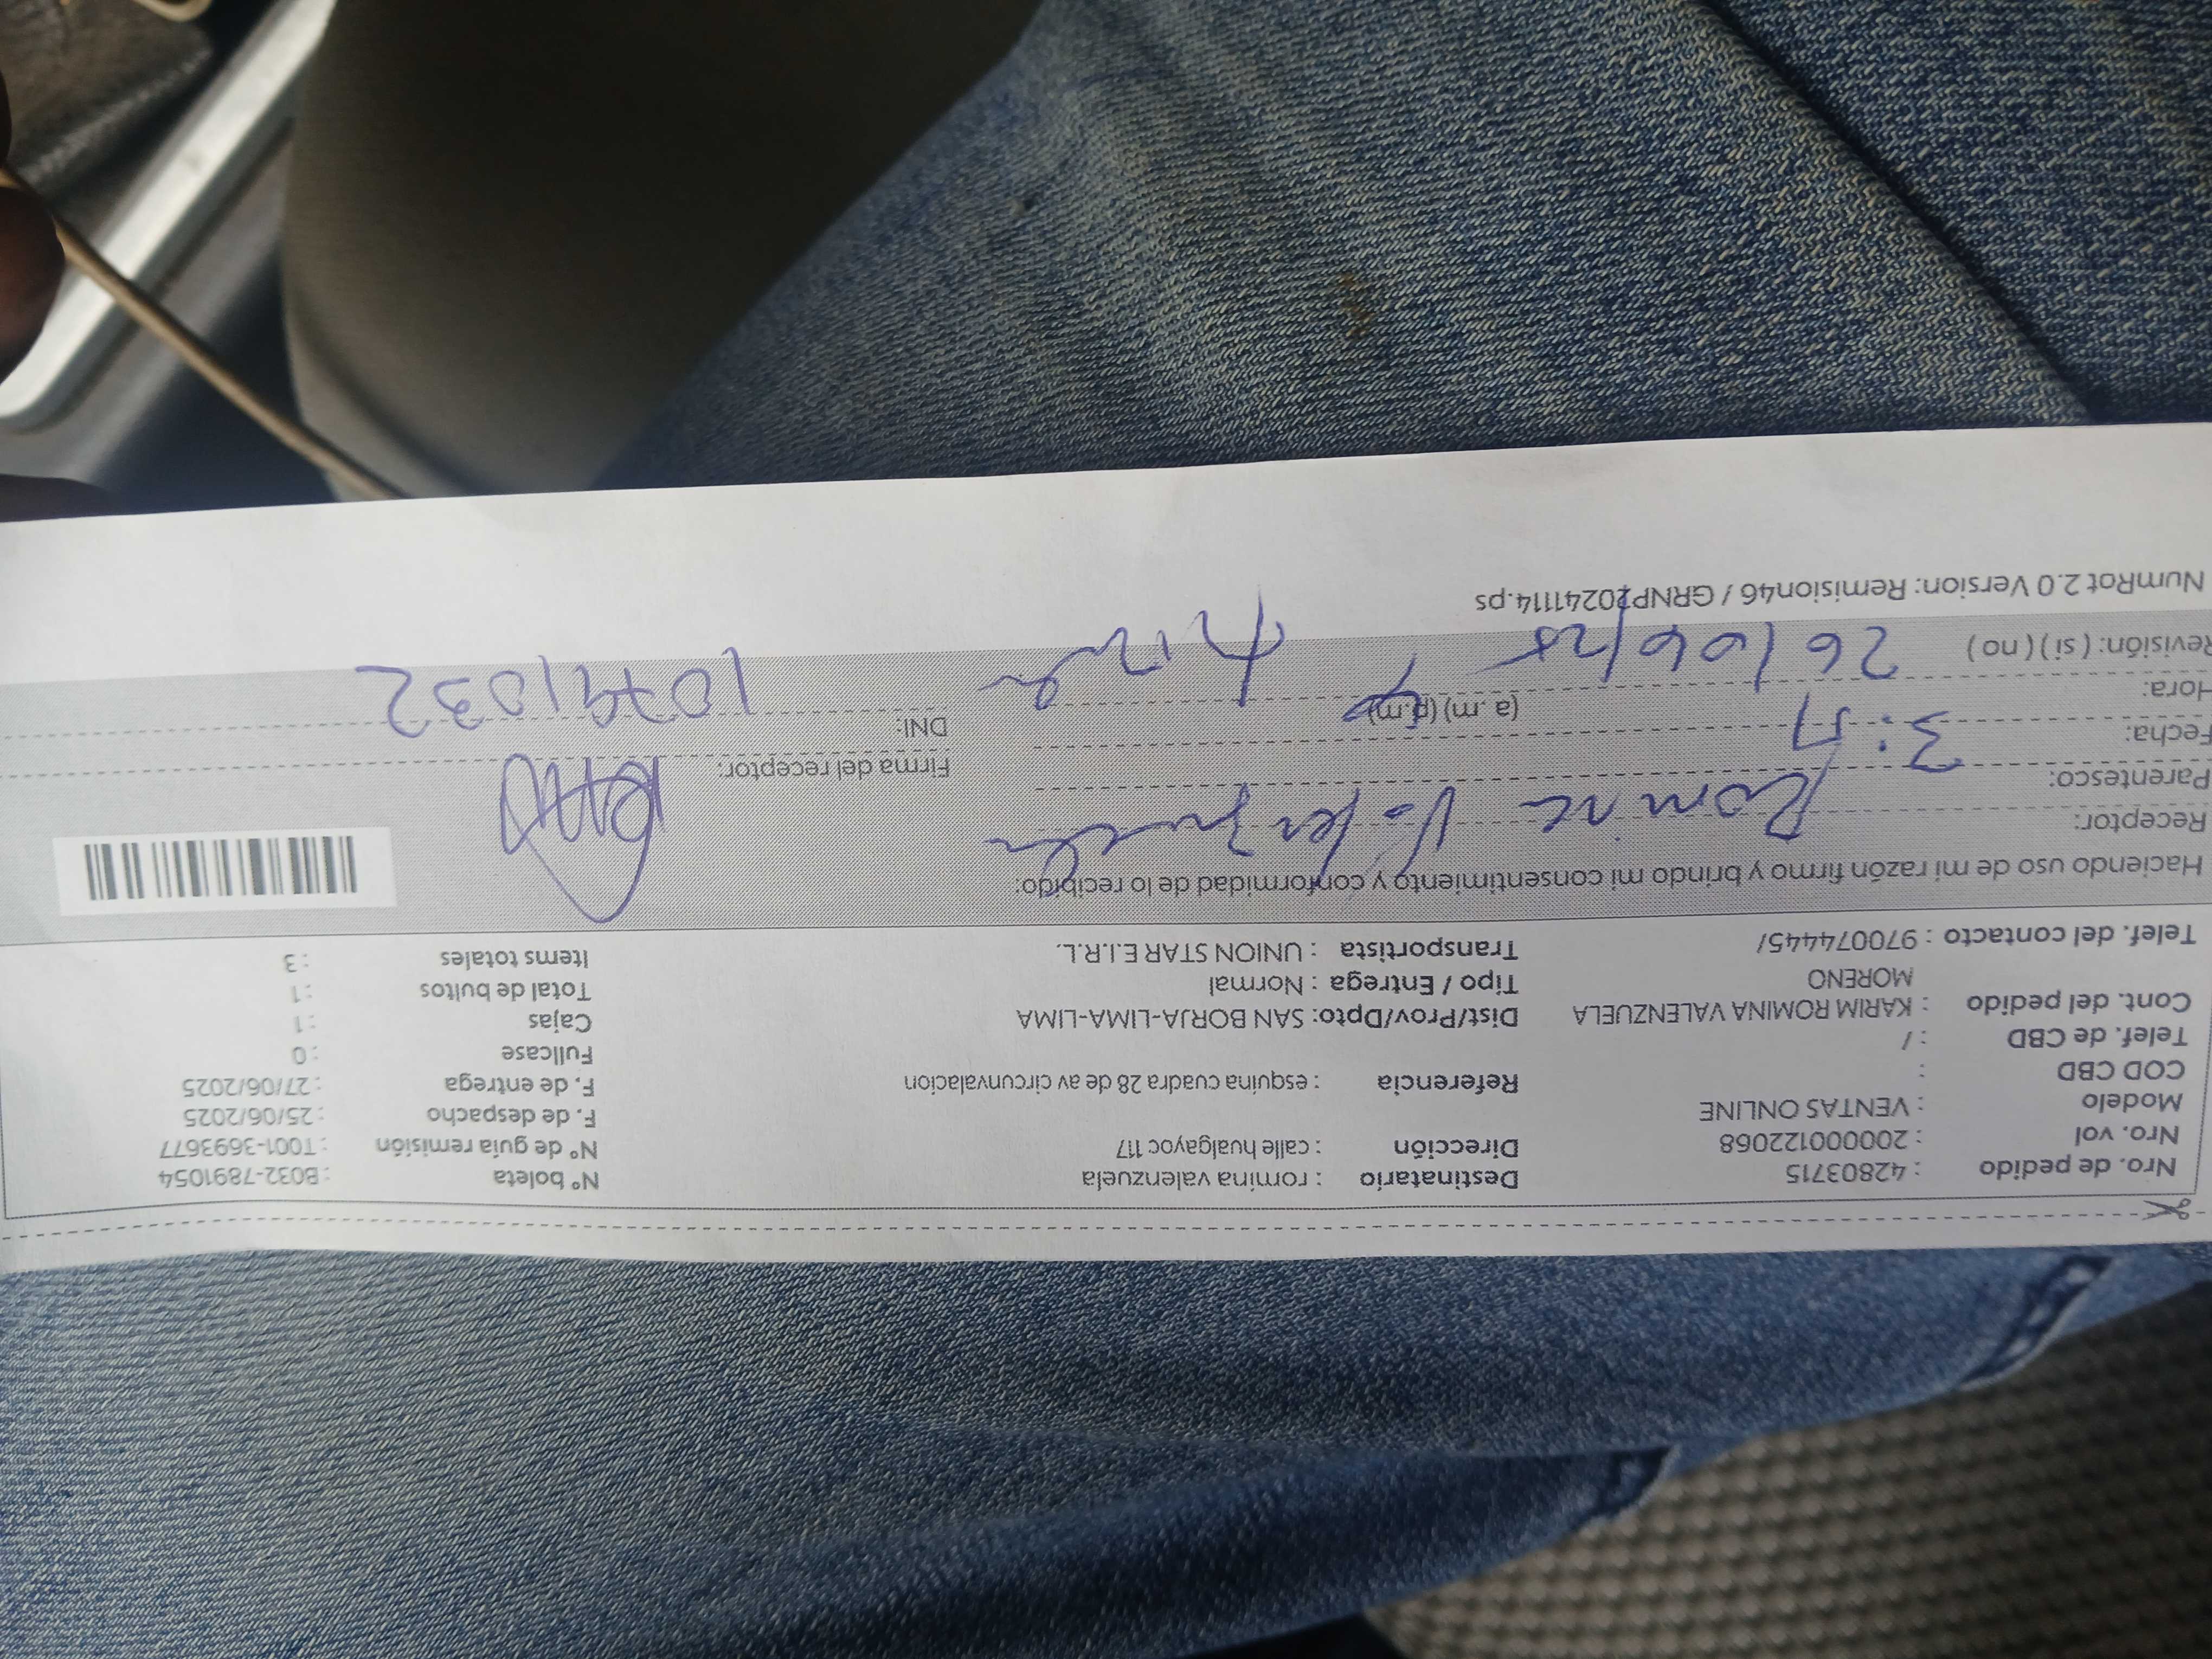 Nro. de pedido : 42803715 Destinatario : romina valenzuela N° boleta : B032-7891054
Nro. vol : 200000122068 Dirección : calle hualgayoc 117 N° de guía remisión : T001-3693677
Modelo : VENTAS ONLINE F. de despacho : 25/06/2025
COD CBD : Referencia : esquina cuadra 28 de av circunvalacion F. de entrega : 27/06/2025
Telef. de CBD : / Fullcase : 0
Cont. del pedido : KARIM ROMINA VALENZUELA Dist/Prov/Dpto: SAN BORJA-LIMA-LIMA Cajas : 1
MORENO Tipo / Entrega : Normal Total de bultos : 1
Telef. del contacto : 970074445/ Transportista : UNION STAR E.I.R.L. Items totales : 3
Haciendo uso de mi razón firmo y brindo mi consentimiento y conformidad de lo recibido:
Receptor: Romina Valenzuela
Parentesco: Firma del receptor:
Fecha: 3:
Hora: (a.m) (p.m) DNI: 10791032
Revisión: (si) (no) 26/06/25
NumRot 2.0 Version: Remision46 / GRNP20241114.ps